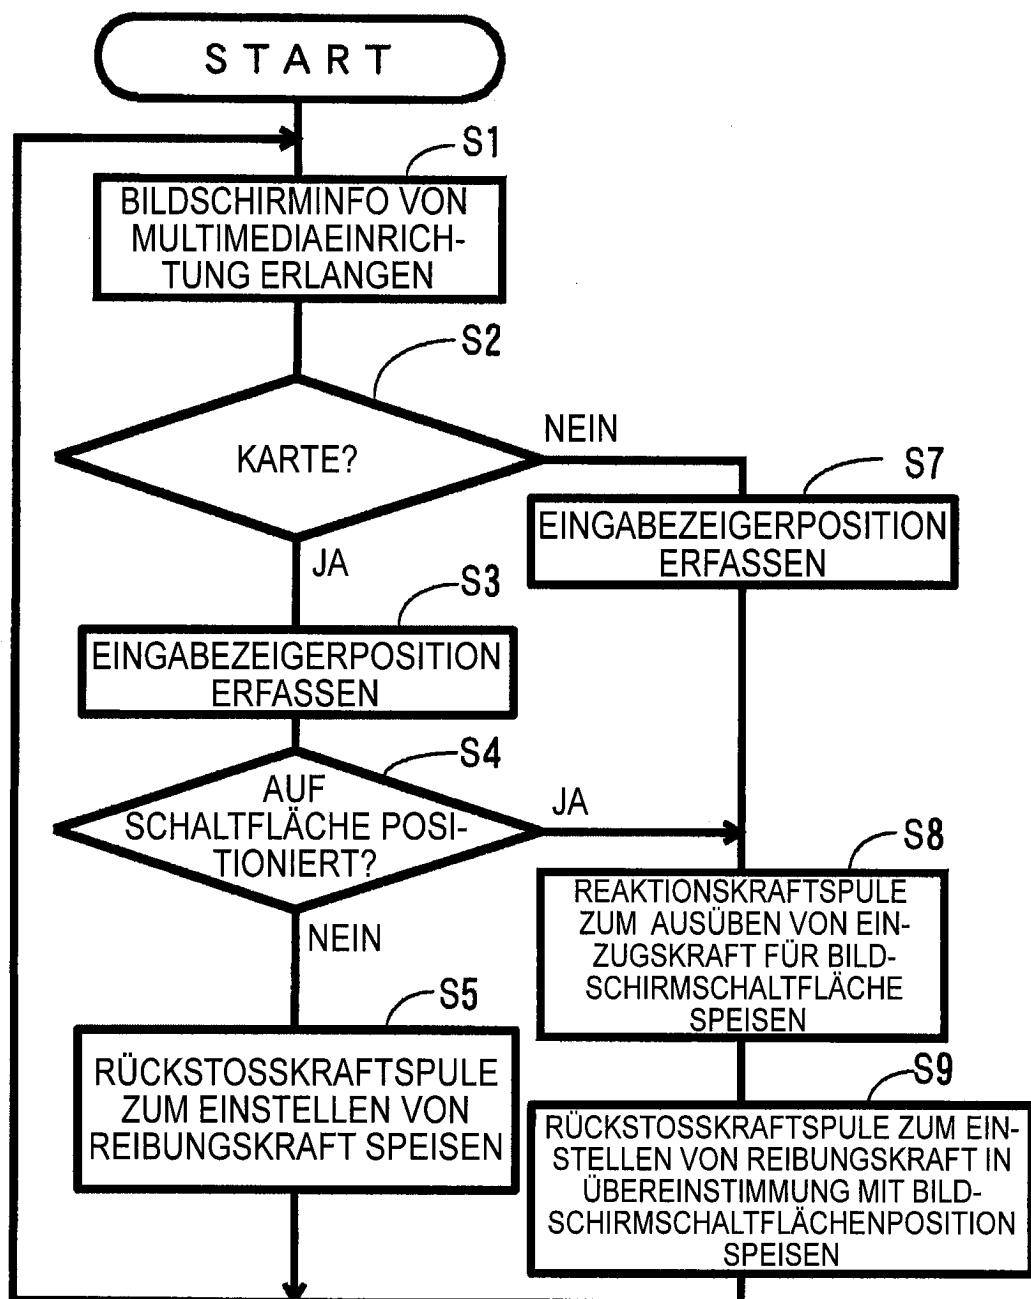 START
S1
BILDSCHIRMINFO VON
MULTIMEDIAEINRICH-
TUNG ERLANGEN
S2
KARTE?
NEIN
JA
S7
EINGABEZEIGERPOSITION
ERFASSEN
S3
EINGABEZEIGERPOSITION
ERFASSEN
S4
AUF
SCHALTFLÄCHE POSI-
TIONIERT?
JA
NEIN
S8
REAKTIONSKRAFTSPULE
ZUM AUSÜBEN VON EIN-
ZUGSKRAFT FÜR BILD-
SCHIRMSCHALTFLÄCHE
SPEISEN
S5
RÜCKSTOSSKRAFTSPULE
ZUM EINSTELLEN VON
REIBUNGSKRAFT SPEISEN
S9
RÜCKSTOSSKRAFTSPULE ZUM EIN-
STELLEN VON REIBUNGSKRAFT IN
ÜBEREINSTIMMUNG MIT BILD-
SCHIRMSCHALTFLÄCHENPOSITION
SPEISEN